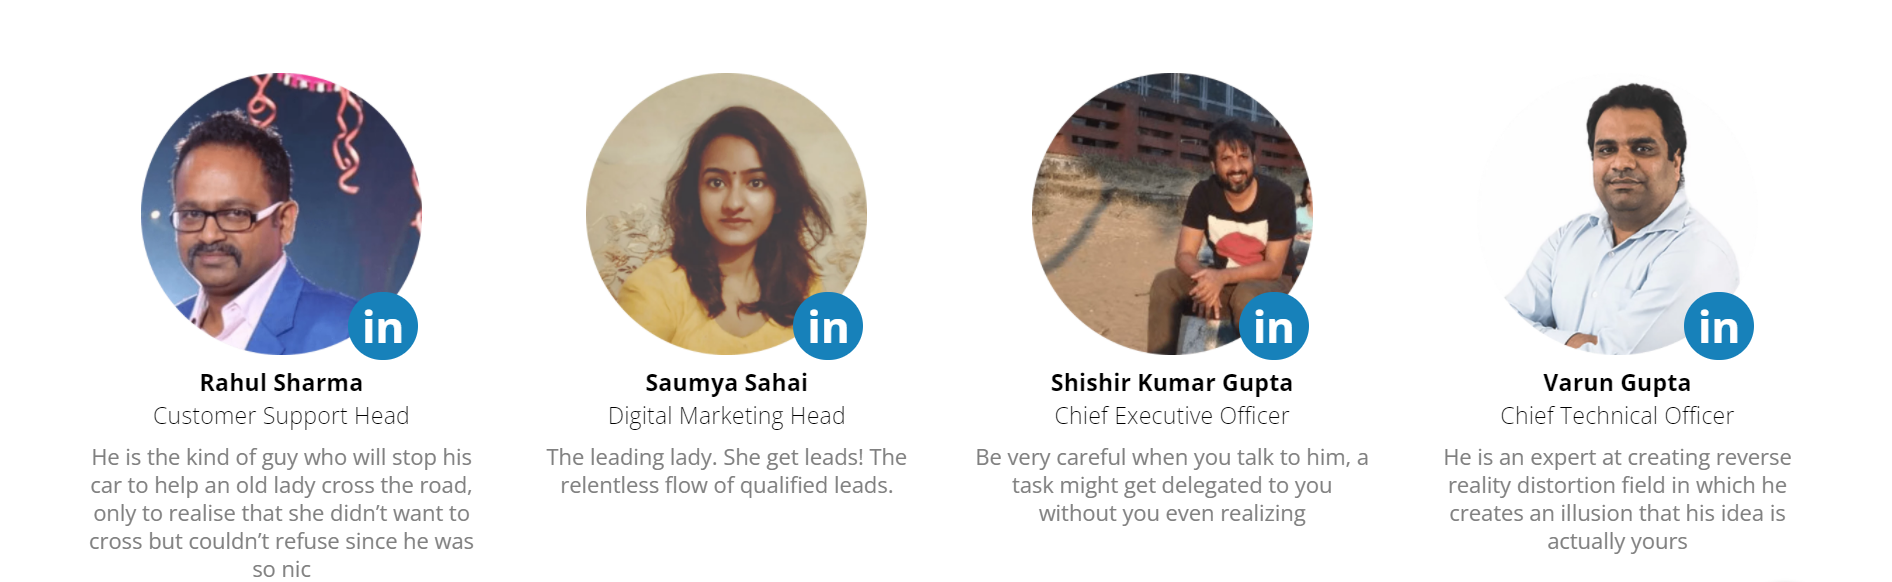 in
in
in
in
Rahul Sharma
Customer Support Head
He is the kind of guy who will stop his
car to help an old lady cross the road,
only to realise that she didn’t want to
cross but couldn’t refuse since he was
so nic
Saumya Sahai
Digital Marketing Head
The leading lady. She get leads! The
relentless flow of qualified leads.
Shishir Kumar Gupta
Chief Executive Officer
Be very careful when you talk to him, a
task might get delegated to you
without you even realizing
Varun Gupta
Chief Technical Officer
He is an expert at creating reverse
reality distortion field in which he
creates an illusion that his idea is
actually yours